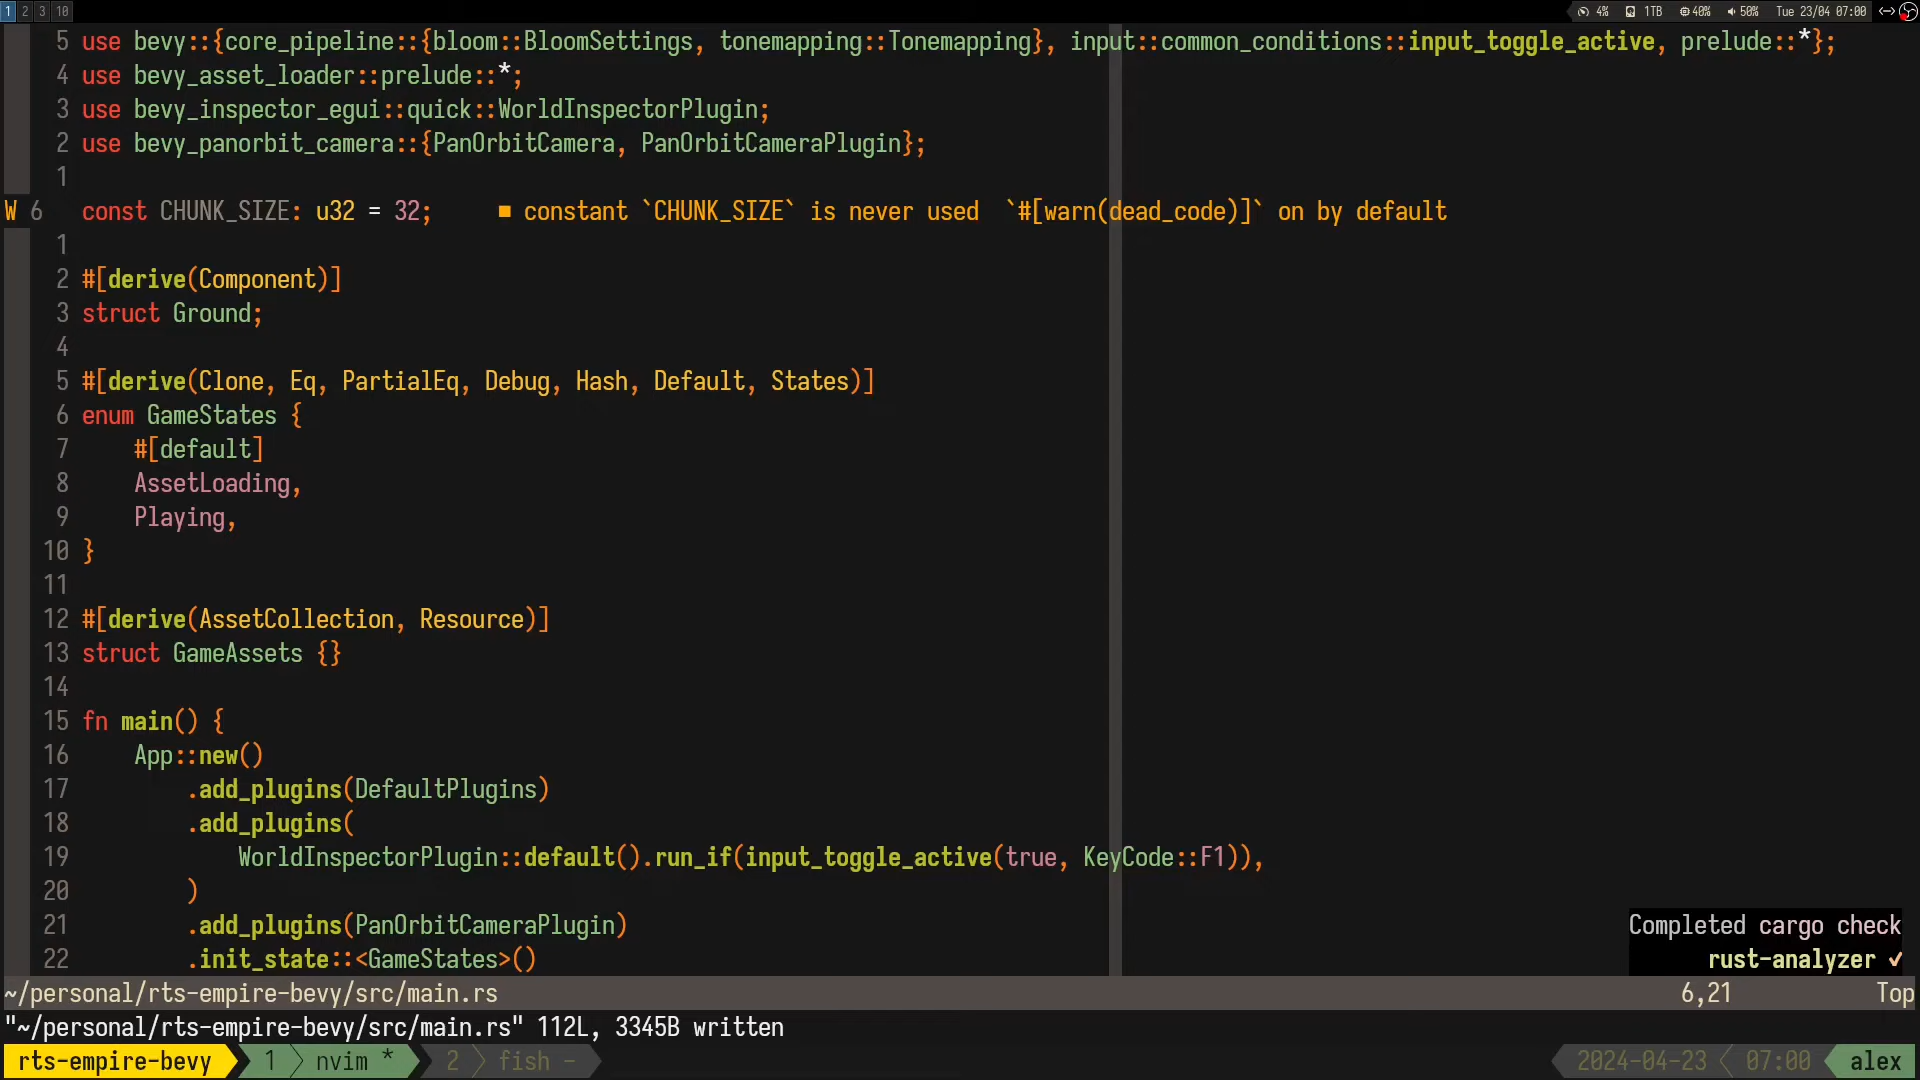 1 2 3 10 4% 1TB 40% 50% Tue 23/04 07:00
5 use bevy::{core_pipeline::{bloom::BloomSettings, tonemapping::Tonemapping}, input::common_conditions::input_toggle_active, prelude::*};
4 use bevy_asset_loader::prelude::*;
3 use bevy_inspector_egui::quick::WorldInspectorPlugin;
2 use bevy_panorbit_camera::{PanOrbitCamera, PanOrbitCameraPlugin};
1
W 6 const CHUNK_SIZE: u32 = 32; ■ constant `CHUNK_SIZE` is never used `#[warn(dead_code)]` on by default
1
2 #[derive(Component)]
3 struct Ground;
4
5 #[derive(Clone, Eq, PartialEq, Debug, Hash, Default, States)]
6 enum GameStates {
7     #[default]
8     AssetLoading,
9     Playing,
10 }
11
12 #[derive(AssetCollection, Resource)]
13 struct GameAssets {}
14
15 fn main() {
16     App::new()
17         .add_plugins(DefaultPlugins)
18         .add_plugins(
19             WorldInspectorPlugin::default().run_if(input_toggle_active(true, KeyCode::F1)),
20         )
21         .add_plugins(PanOrbitCameraPlugin) Completed cargo check
22         .init_state::<GameStates>() rust-analyzer ✓
~/personal/rts-empire-bevy/src/main.rs 6,21 Top
"~/personal/rts-empire-bevy/src/main.rs" 112L, 3345B written
rts-empire-bevy 1 nvim * 2 fish - 2024-04-23 07:00 alex